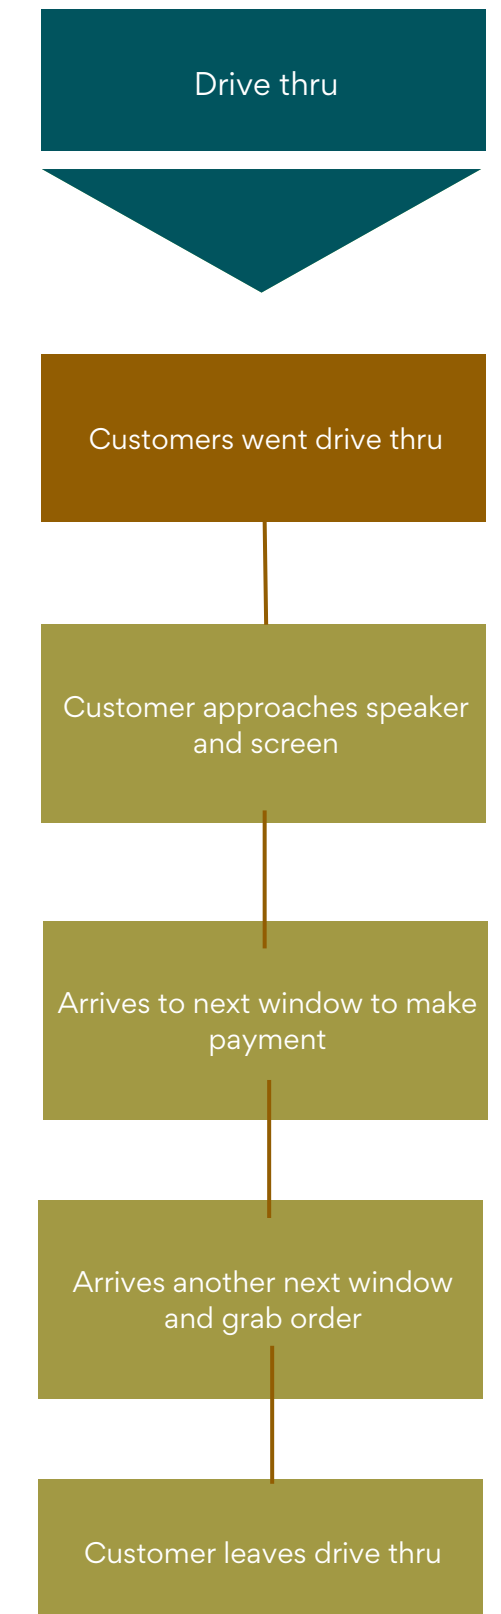 Drive thru
Customers went drive thru
Customer approaches speaker
and screen
Arrives to next window to make
payment
Arrives another next window
and grab order
Customer leaves drive thru